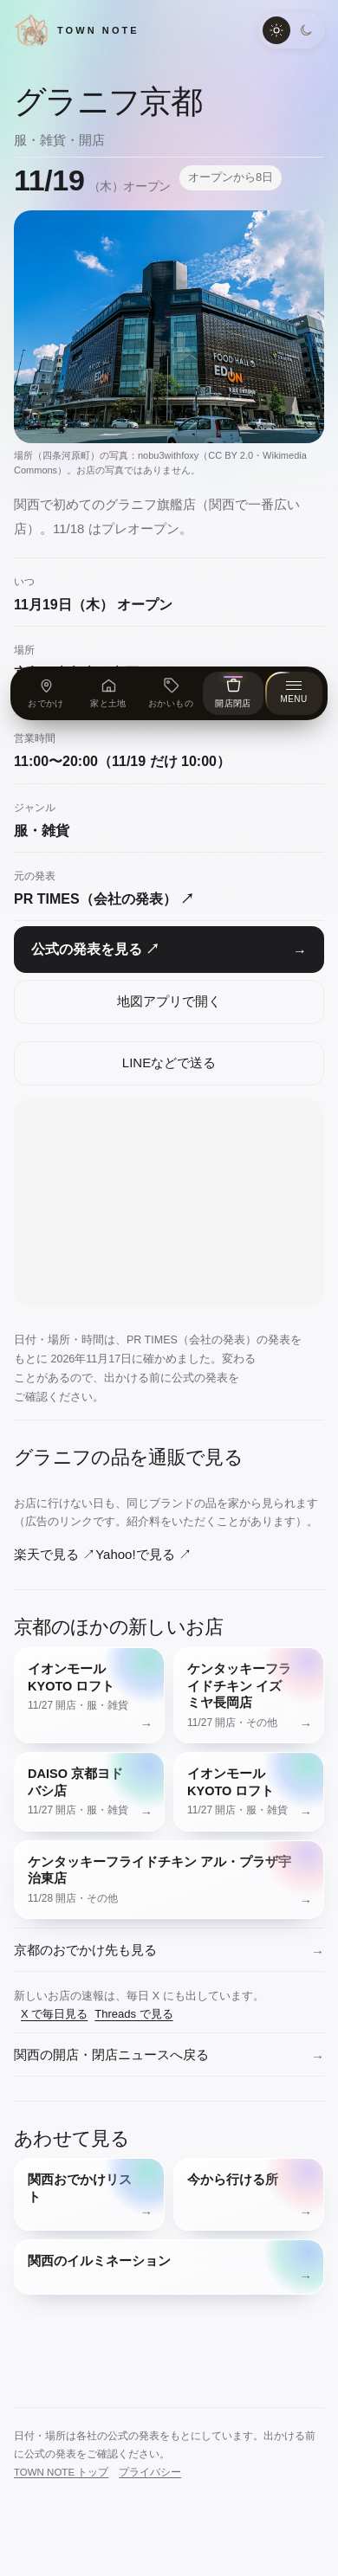 TOWN NOTE
グラニフ京都
服・雑貨・開店
11/19 （木）オープン オープンから8日
FOOD HALL
EDION
FOOD HALL
EDION
場所（四条河原町）の写真：nobu3withfoxy（CC BY 2.0・Wikimedia
Commons）。お店の写真ではありません。
関西で初めてのグラニフ旗艦店（関西で一番広い
店）。11/18 はプレオープン。
いつ
11月19日（木） オープン
場所
おでかけ 家と土地 おかいもの 開店閉店 MENU
営業時間
11:00〜20:00（11/19 だけ 10:00）
ジャンル
服・雑貨
元の発表
PR TIMES（会社の発表） ↗
公式の発表を見る ↗ →
地図アプリで開く
LINEなどで送る
日付・場所・時間は、PR TIMES（会社の発表）の発表を
もとに 2026年11月17日に確かめました。変わる
ことがあるので、出かける前に公式の発表を
ご確認ください。
グラニフの品を通販で見る
お店に行けない日も、同じブランドの品を家から見られます
（広告のリンクです。紹介料をいただくことがあります）。
楽天で見る ↗Yahoo!で見る ↗
京都のほかの新しいお店
イオンモール
KYOTO ロフト
11/27 開店・服・雑貨
→
ケンタッキーフラ
イドチキン イズ
ミヤ長岡店
11/27 開店・その他 →
DAISO 京都ヨド
バシ店
11/27 開店・服・雑貨 →
イオンモール
KYOTO ロフト
11/27 開店・服・雑貨 →
ケンタッキーフライドチキン アル・プラザ宇
治東店
11/28 開店・その他 →
京都のおでかけ先も見る →
新しいお店の速報は、毎日 X にも出しています。
X で毎日見る Threads で見る
関西の開店・閉店ニュースへ戻る →
あわせて見る
関西おでかけリス
ト
→
今から行ける所
→
関西のイルミネーション
→
日付・場所は各社の公式の発表をもとにしています。出かける前
に公式の発表をご確認ください。
TOWN NOTE トップ プライバシー